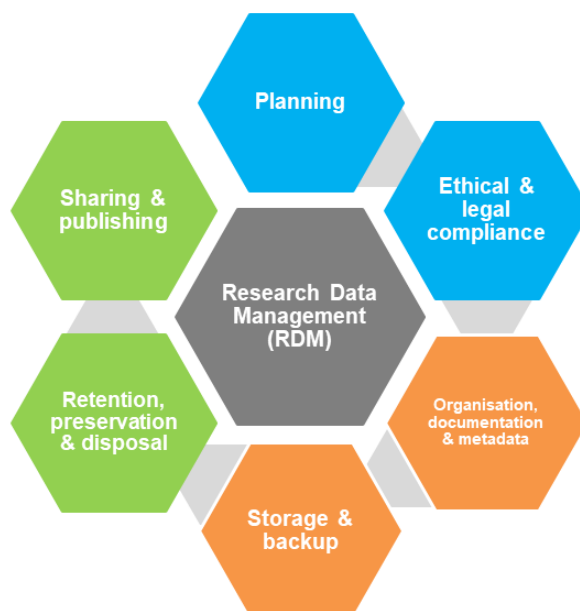 Planning
Ethical &
legal
compliance
Organisation,
documentation
& metadata
Storage &
backup
Retention,
preservation
& disposal
Sharing &
publishing
Research Data
Management
(RDM)